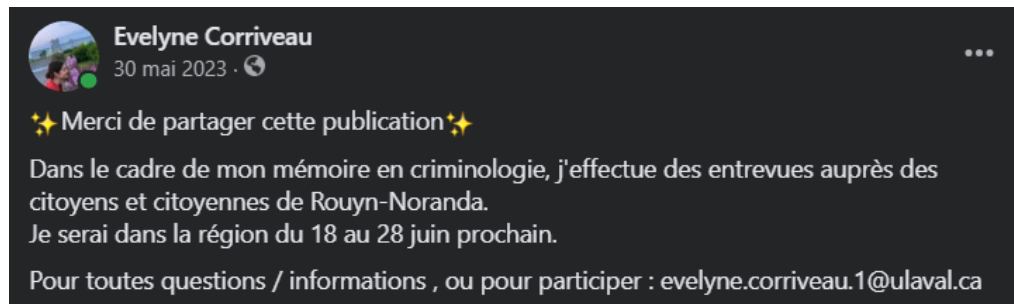 Evelyne Corriveau
30 mai 2023 ·
✨Merci de partager cette publication✨
Dans le cadre de mon mémoire en criminologie, j'effectue des entrevues auprès des
citoyens et citoyennes de Rouyn-Noranda.
Je serai dans la région du 18 au 28 juin prochain.
Pour toutes questions / informations , ou pour participer : evelyne.corriveau.1@ulaval.ca